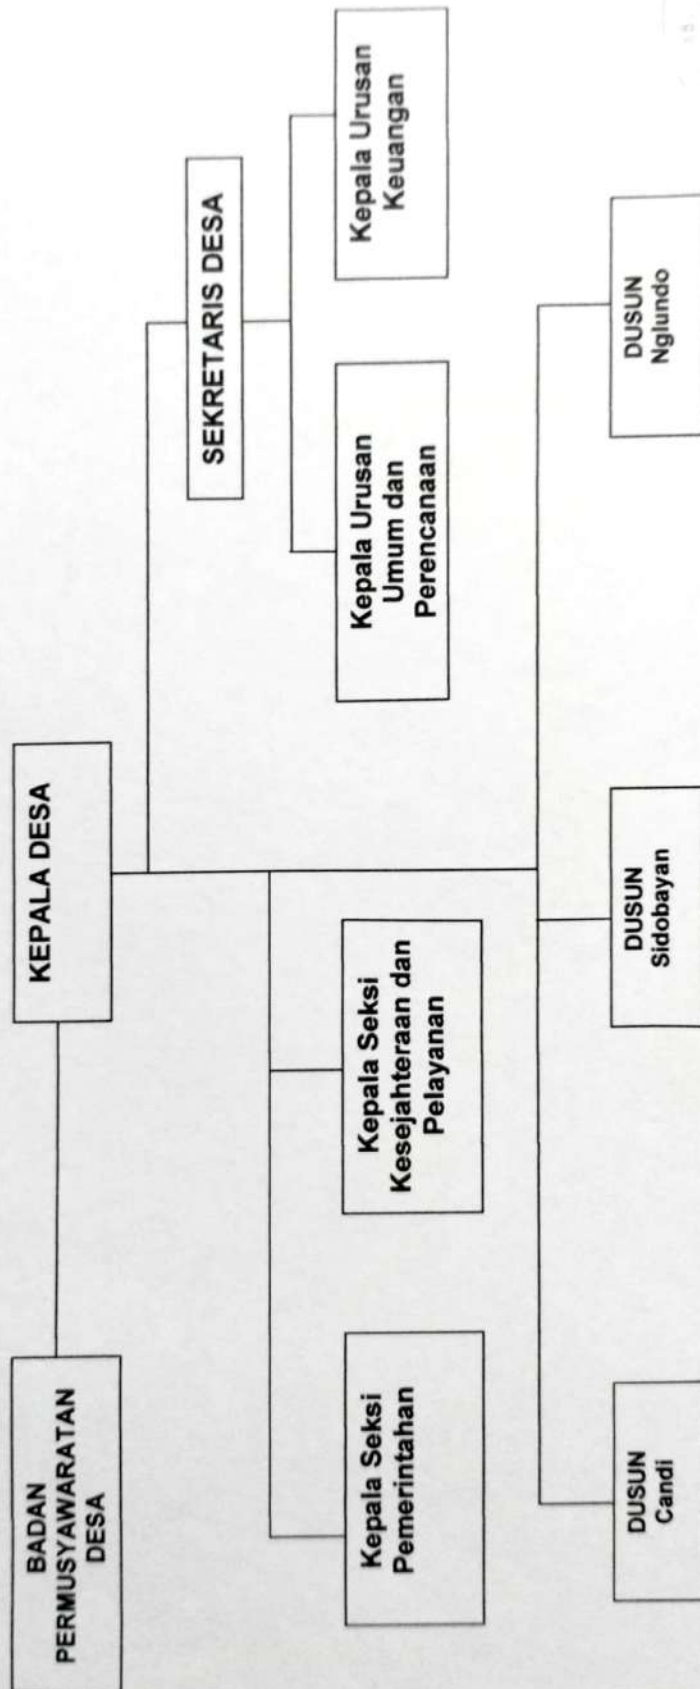 BADAN
PERMUSYAWARATAN
DESA
KEPALA DESA
SEKRETARIS DESA
Kepala Seksi
Pemerintahan
Kepala Seksi
Kesejahteraan dan
Pelayanan
Kepala Urusan
Umum dan
Perencanaan
Kepala Urusan
Keuangan
DUSUN
Candi
DUSUN
Sidobayan
DUSUN
Nglundo